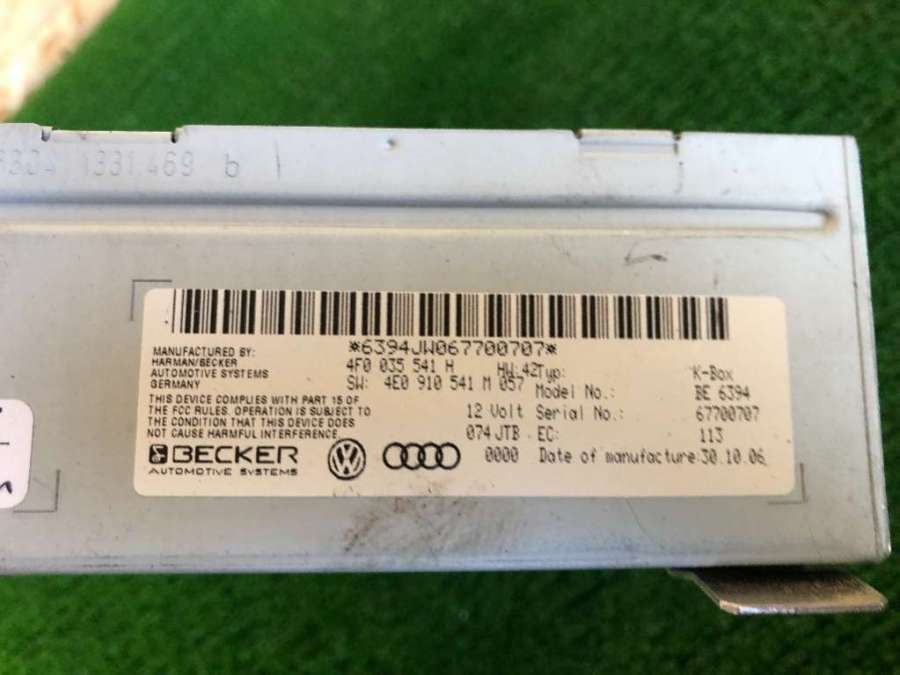 1331 469 b
*6394JW067700707*
MANUFACTURED BY:
HARMAN/BECKER
AUTOMOTIVE SYSTEMS
GERMANY
4F0 035 541 H HW:42 Typ: K-Box
SW: 4E0 910 541 M 057 Model No.: BE 6394
THIS DEVICE COMPLIES WITH PART 15 OF
THE FCC RULES. OPERATION IS SUBJECT TO
THE CONDITION THAT THIS DEVICE DOES
NOT CAUSE HARMFUL INTERFERENCE.
12 Volt Serial No.: 67700707
074 JTB EC: 113
0000 Date of manufacture: 30.10.06
BECKER
AUTOMOTIVE SYSTEMS